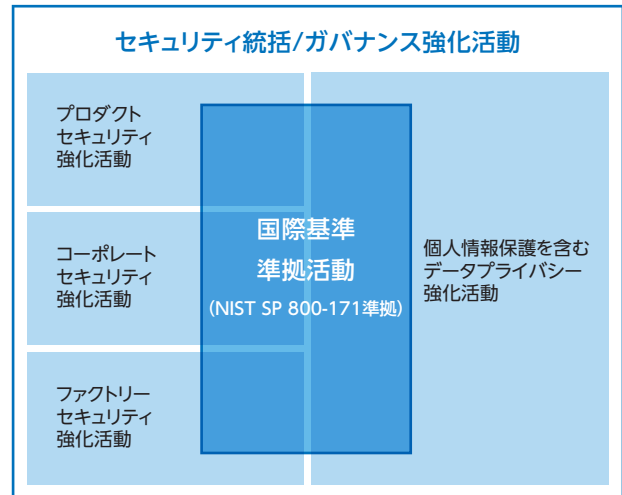 セキュリティ統括/ガバナンス強化活動
プロダクト
セキュリティ
強化活動
コーポレート
セキュリティ
強化活動
ファクトリー
セキュリティ
強化活動
国際基準
準拠活動
(NIST SP 800-171準拠)
個人情報保護を含む
データプライバシー
強化活動